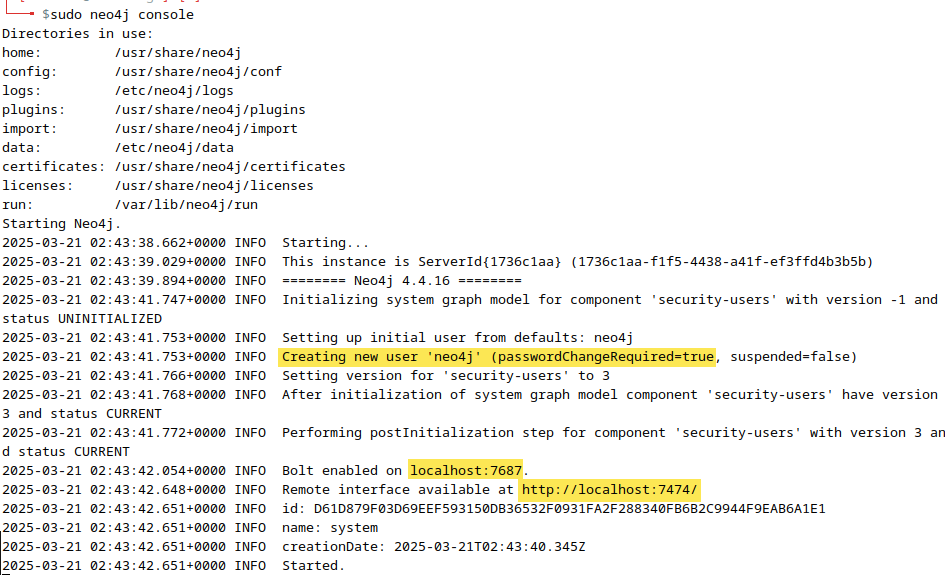 $sudo neo4j console
Directories in use:
home:         /usr/share/neo4j
config:       /usr/share/neo4j/conf
logs:         /etc/neo4j/logs
plugins:      /usr/share/neo4j/plugins
import:       /usr/share/neo4j/import
data:         /etc/neo4j/data
certificates: /usr/share/neo4j/certificates
licenses:     /usr/share/neo4j/licenses
run:          /var/lib/neo4j/run
Starting Neo4j.
2025-03-21 02:43:38.662+0000 INFO  Starting...
2025-03-21 02:43:39.029+0000 INFO  This instance is ServerId{1736c1aa} (1736c1aa-f1f5-4438-a41f-ef3ffd4b3b5b)
2025-03-21 02:43:39.894+0000 INFO  ======== Neo4j 4.4.16 ========
2025-03-21 02:43:41.747+0000 INFO  Initializing system graph model for component 'security-users' with version -1 and
status UNINITIALIZED
2025-03-21 02:43:41.753+0000 INFO  Setting up initial user from defaults: neo4j
2025-03-21 02:43:41.753+0000 INFO  Creating new user 'neo4j' (passwordChangeRequired=true, suspended=false)
2025-03-21 02:43:41.766+0000 INFO  Setting version for 'security-users' to 3
2025-03-21 02:43:41.768+0000 INFO  After initialization of system graph model component 'security-users' have version
3 and status CURRENT
2025-03-21 02:43:41.772+0000 INFO  Performing postInitialization step for component 'security-users' with version 3 an
d status CURRENT
2025-03-21 02:43:42.054+0000 INFO  Bolt enabled on localhost:7687.
2025-03-21 02:43:42.648+0000 INFO  Remote interface available at http://localhost:7474/
2025-03-21 02:43:42.651+0000 INFO  id: D61D879F03D69EEF593150DB36532F0931FA2F288340FB6B2C9944F9EAB6A1E1
2025-03-21 02:43:42.651+0000 INFO  name: system
2025-03-21 02:43:42.651+0000 INFO  creationDate: 2025-03-21T02:43:40.345Z
2025-03-21 02:43:42.651+0000 INFO  Started.